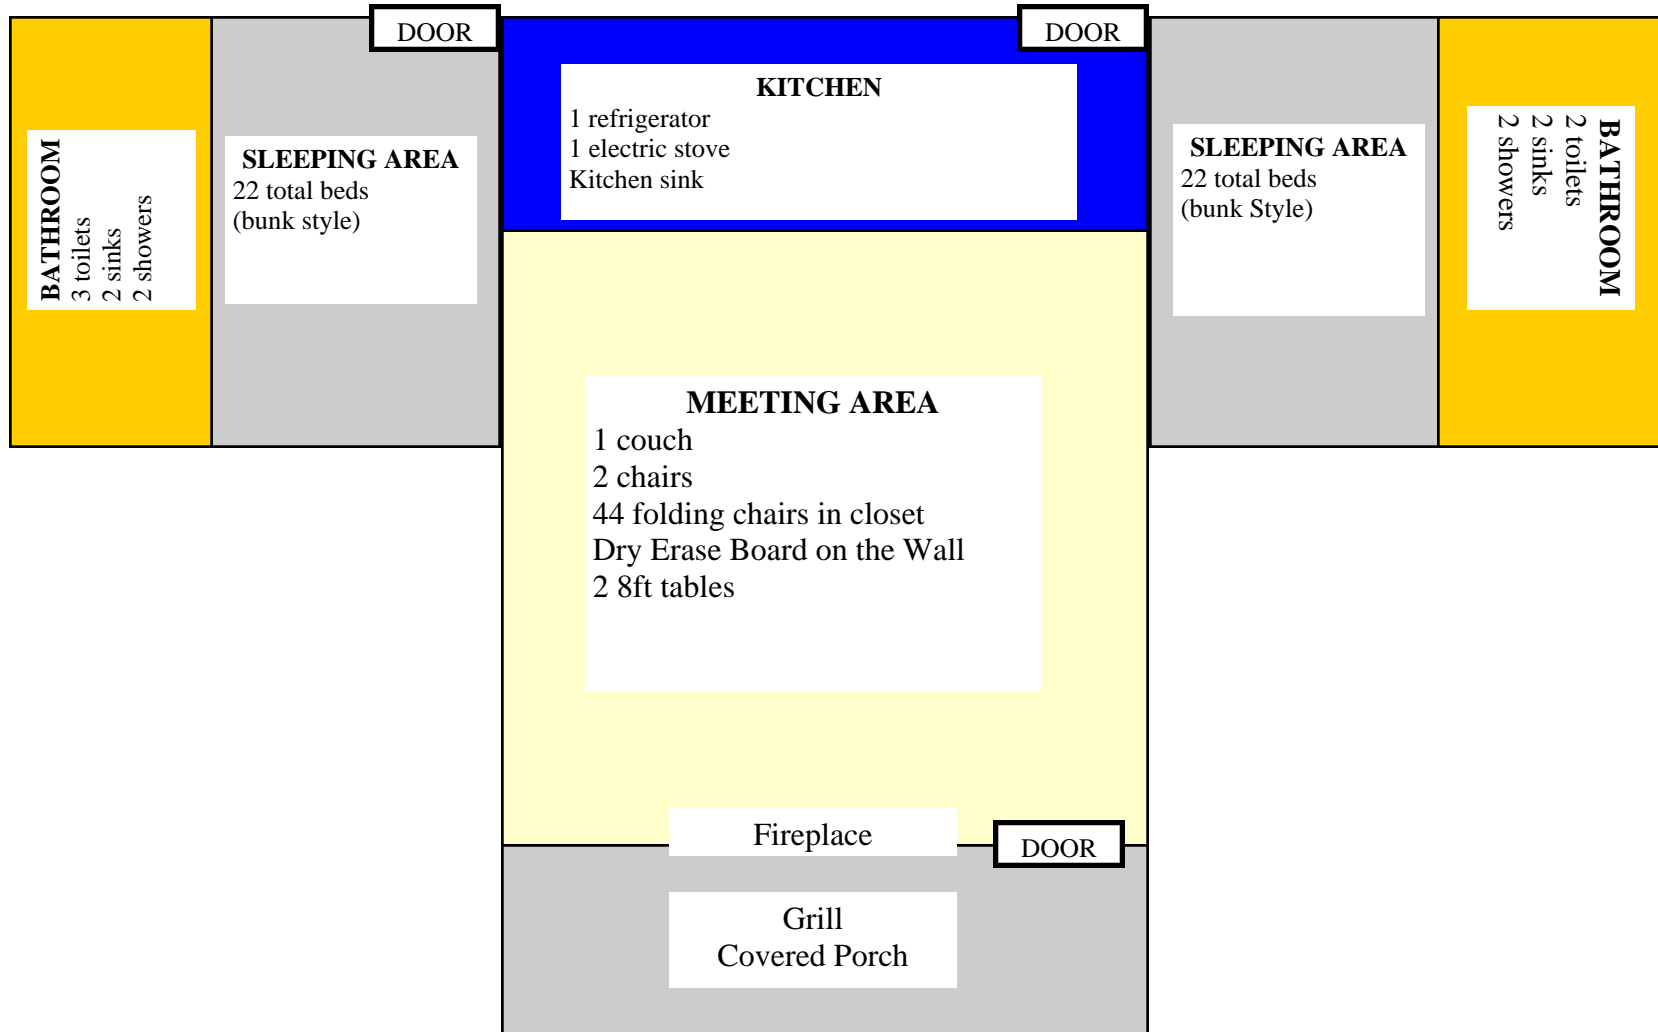 DOOR
DOOR
BATHROOM
3 toilets
2 sinks
2 showers
SLEEPING AREA
22 total beds
(bunk style)
KITCHEN
1 refrigerator
1 electric stove
Kitchen sink
SLEEPING AREA
22 total beds
(bunk Style)
BATHROOM
2 toilets
2 sinks
2 showers
MEETING AREA
1 couch
2 chairs
44 folding chairs in closet
Dry Erase Board on the Wall
2 8ft tables
Fireplace
DOOR
Grill
Covered Porch